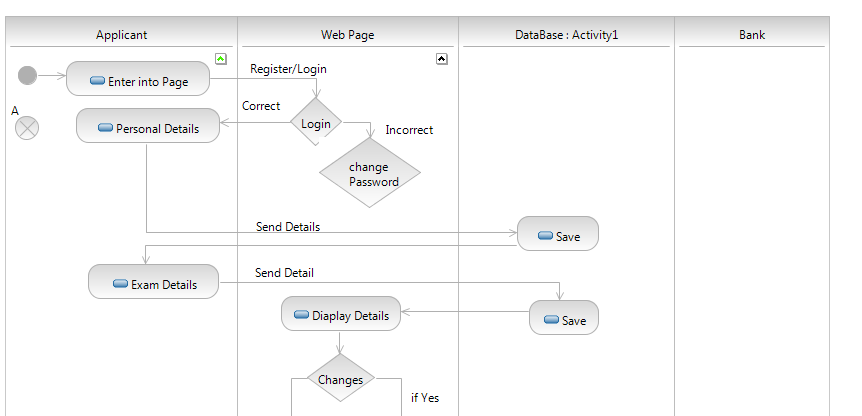 Applicant
Web Page
DataBase : Activity1
Bank
Enter into Page
Register/Login
A
Personal Details
Correct
Login
Incorrect
change
Password
Send Details
Save
Exam Details
Send Detail
Diaplay Details
Save
Changes
if Yes